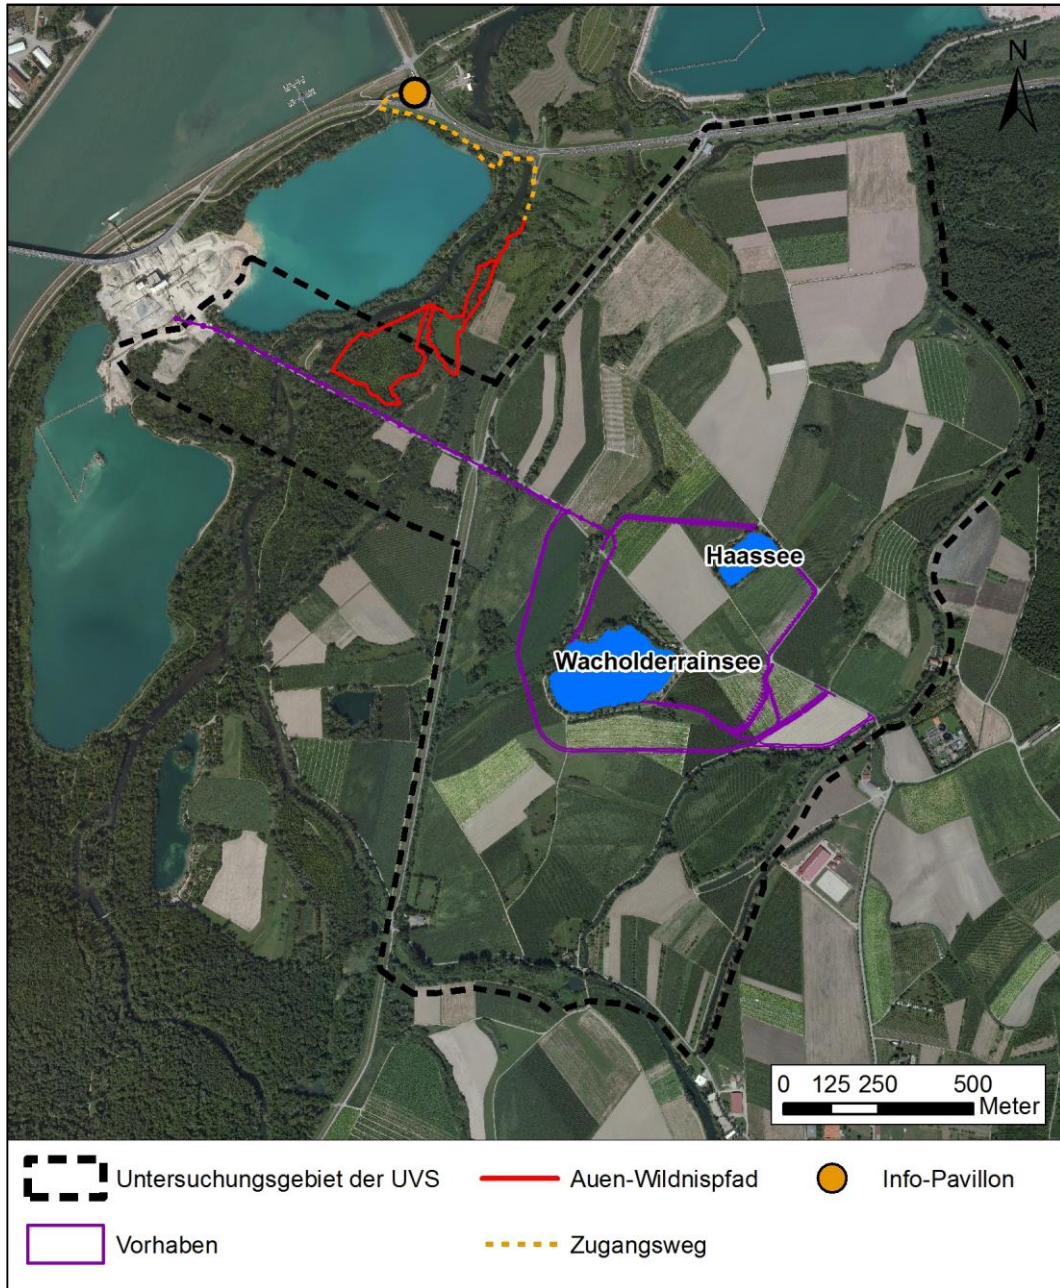 N
Haassee
Wacholderrainsee
0 125 250 500
Meter
Untersuchungsgebiet der UVS
Auen-Wildnispfad
Info-Pavillon
Vorhaben
Zugangsweg